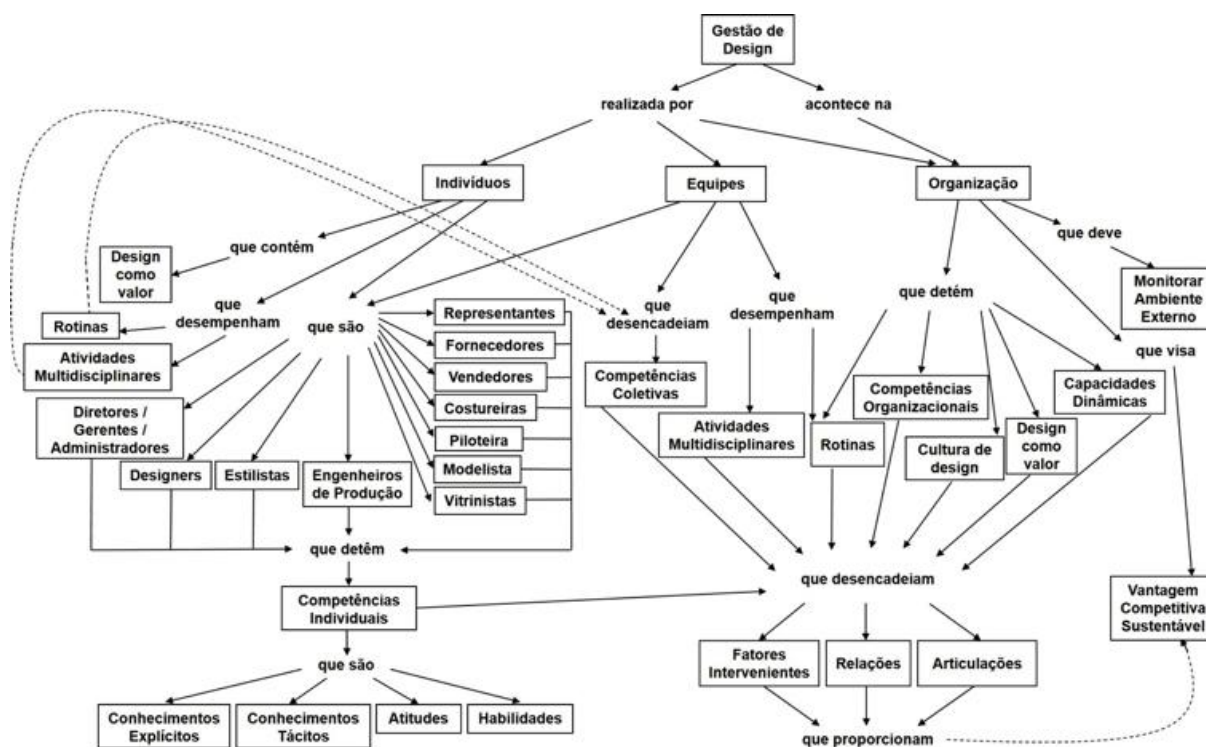 Gestão de
Design
realizada por
acontece na
Indivíduos
Equipes
Organização
que contém
que deve
Design
como
valor
Monitorar
Ambiente
Externo
que
desempenham
Rotinas
que são
Atividades
Multidisciplinares
Diretores /
Gerentes /
Administradores
Designers
Estilistas
Engenheiros
de Produção
Representantes
Fornecedores
Vendedores
Costureiras
Piloteira
Modelista
Vitrinistas
que
desencadeiam
que
desempenham
que detém
que visa
Competências
Coletivas
Atividades
Multidisciplinares
Rotinas
Competências
Organizacionais
Cultura de
design
Design
como
valor
Capacidades
Dinâmicas
que detêm
que desencadeiam
Competências
Individuais
Vantagem
Competitiva
Sustentável
que são
Fatores
Intervenientes
Relações
Articulações
Conhecimentos
Explícitos
Conhecimentos
Tácitos
Atitudes
Habilidades
que proporcionam